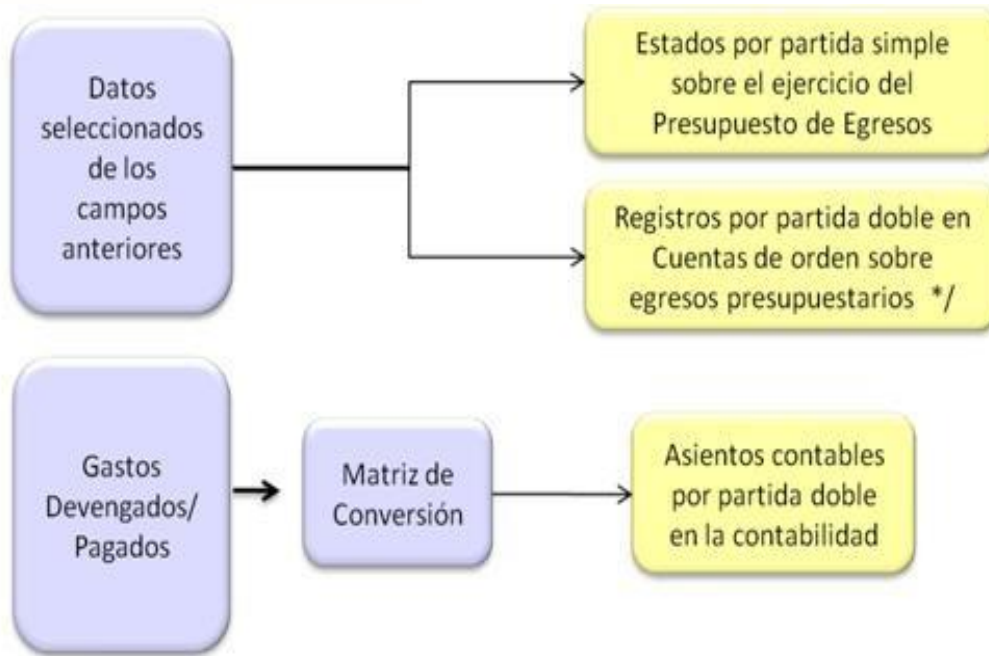 Datos
seleccionados
de los
campos
anteriores
Estados por partida simple
sobre el ejercicio del
Presupuesto de Egresos
Registros por partida doble en
Cuentas de orden sobre
egresos presupuestarios */
Gastos
Devengados/
Pagados
Matriz de
Conversión
Asientos contables
por partida doble
en la contabilidad